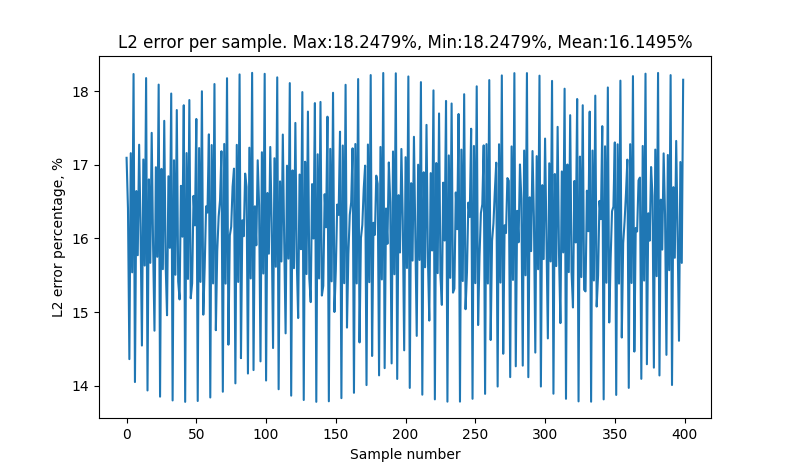 L2 error per sample. Max:18.2479%, Min:18.2479%, Mean:16.1495%
18
17
16
15
14
L2 error percentage, %
0 50 100 150 200 250 300 350 400
Sample number